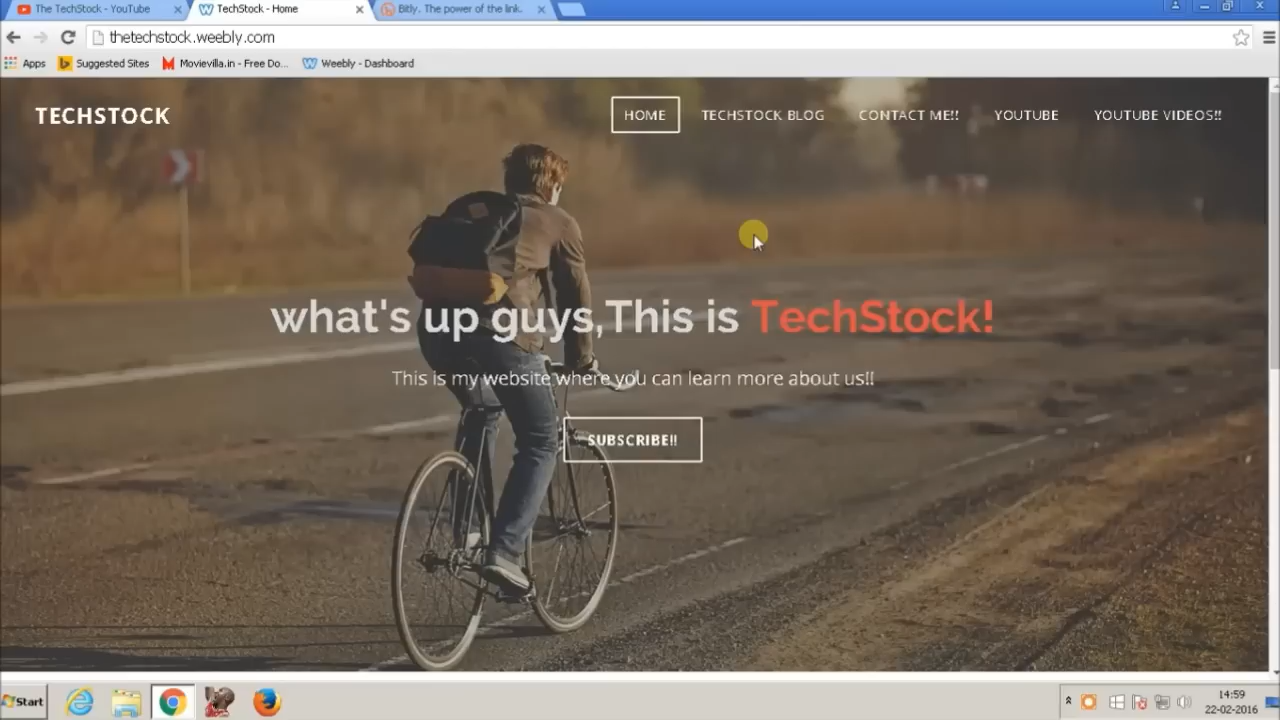 The TechStock - YouTube
TechStock - Home
Bitly. The power of the link.
thetechstock.weebly.com
Apps
Suggested Sites
Movievilla.in - Free Do...
Weebly - Dashboard
TECHSTOCK
HOME
TECHSTOCK BLOG
CONTACT ME!!
YOUTUBE
YOUTUBE VIDEOS!!
what's up guys,This is TechStock!
This is my website where you can learn more about us!!
SUBSCRIBE!!
Start
14:59
22-02-2016